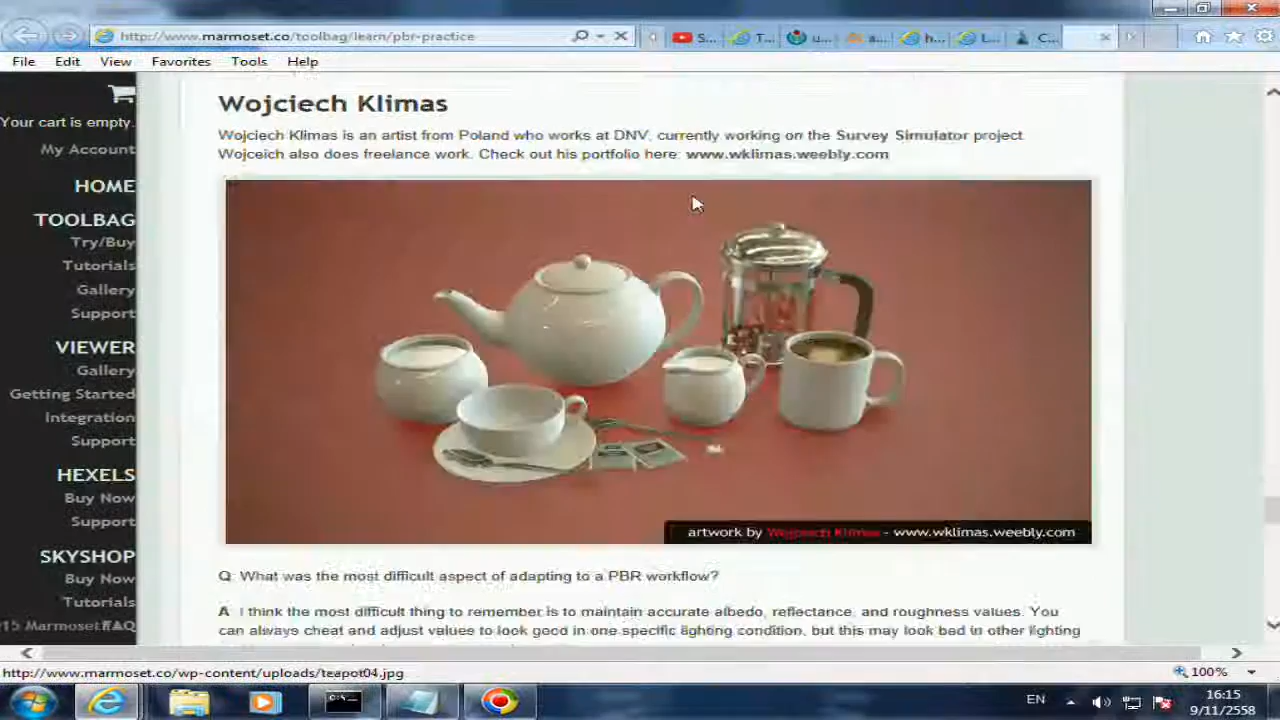 http://www.marmoset.co/toolbag/learn/pbr-practice
S...
T...
u...
a...
h...
L...
C...
File Edit View Favorites Tools Help
Your cart is empty.
My Account
HOME
TOOLBAG
Try/Buy
Tutorials
Gallery
Support
VIEWER
Gallery
Getting Started
Integration
Support
HEXELS
Buy Now
Support
SKYSHOP
Buy Now
Tutorials
FAQ
15 Marmoset
Wojciech Klimas
Wojciech Klimas is an artist from Poland who works at DNV, currently working on the Survey Simulator project
Wojceich also does freelance work. Check out his portfolio here: www.wklimas.weebly.com
artwork by Wojciech Klimas - www.wklimas.weebly.com
Q: What was the most difficult aspect of adapting to a PBR workflow?
A I think the most difficult thing to remember is to maintain accurate albedo, reflectance, and roughness values. You
can always cheat and adjust values to look good in one specific lighting condition, but this may look bad in other lighting
http://www.marmoset.co/wp-content/uploads/teapot04.jpg
100%
EN
16:15
9/11/2558